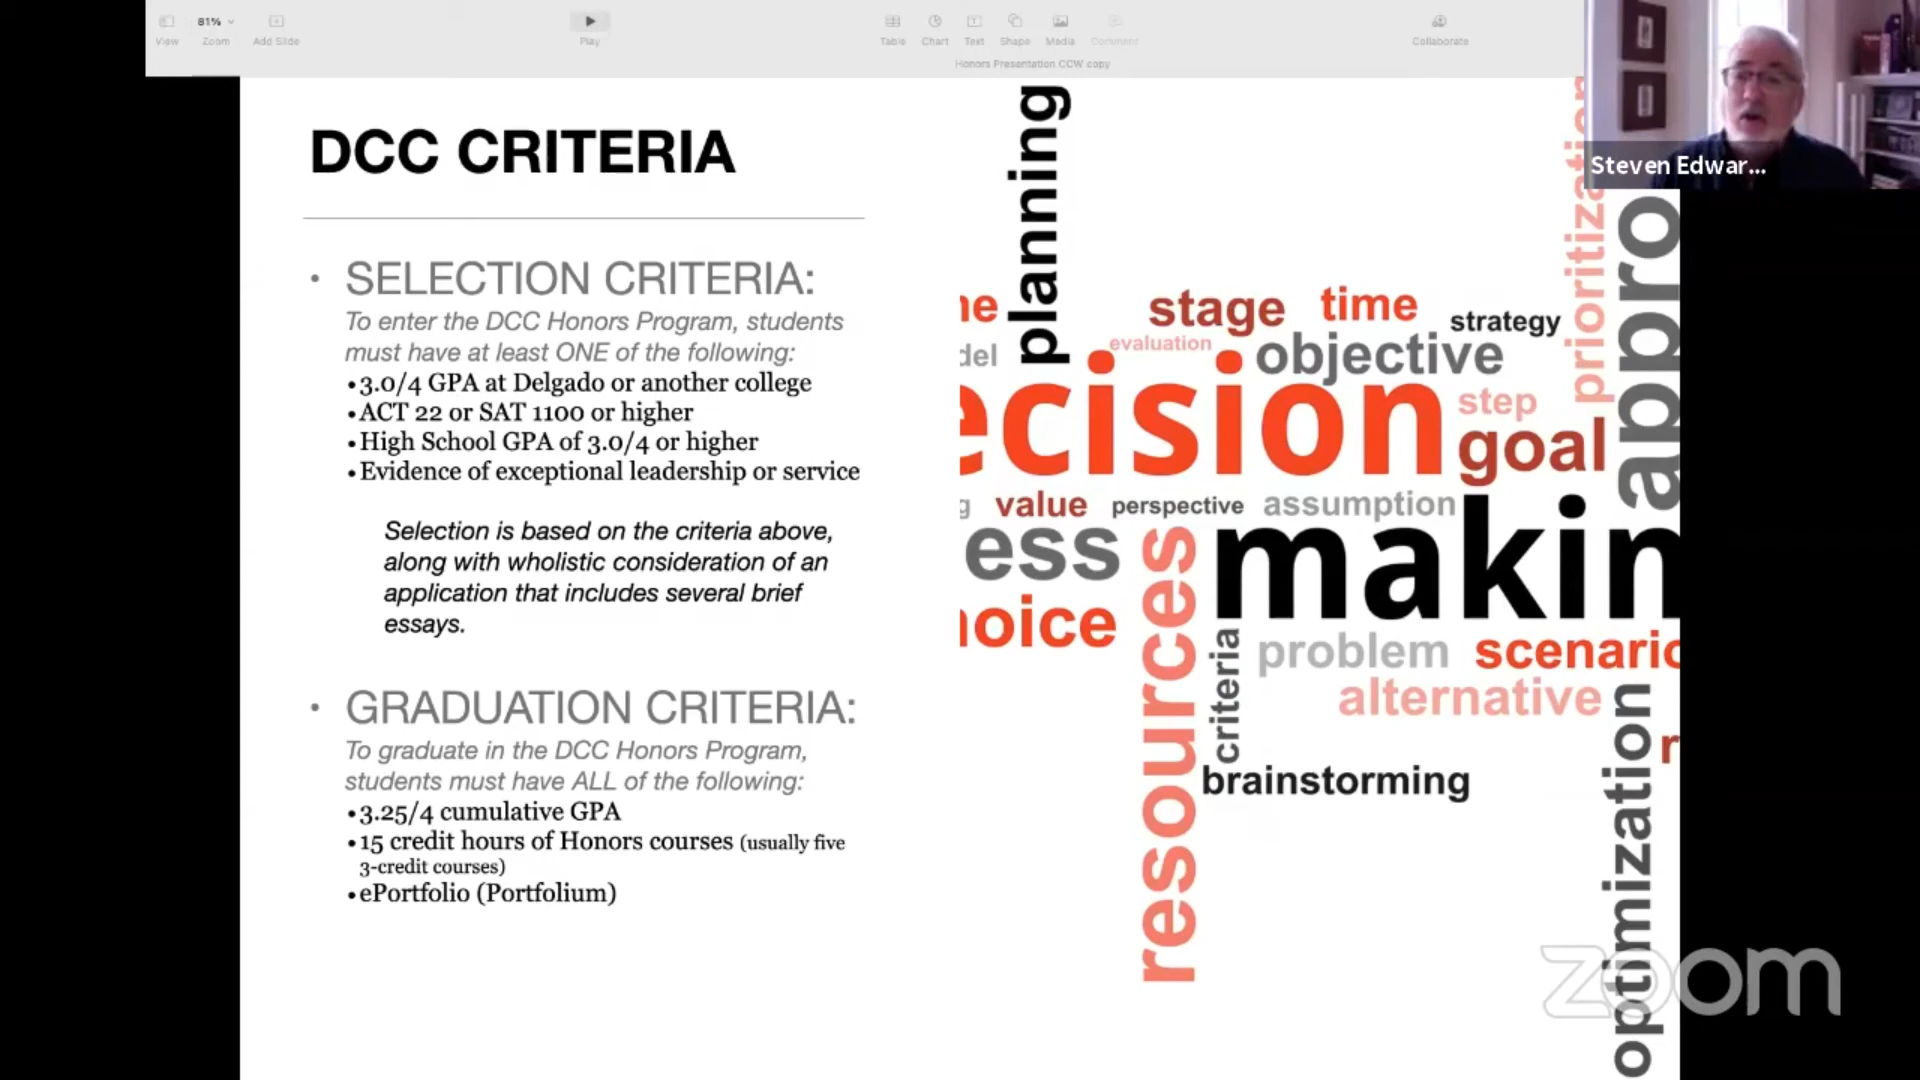 View
81%
Zoom
Add Slide
Play
Table
Chart
Text
Shape
Media
Comment
Collaborate
Honors Presentation CCW copy
Steven Edwar...
DCC CRITERIA
• SELECTION CRITERIA:
To enter the DCC Honors Program, students
must have at least ONE of the following:
•3.0/4 GPA at Delgado or another college
•ACT 22 or SAT 1100 or higher
•High School GPA of 3.0/4 or higher
•Evidence of exceptional leadership or service
Selection is based on the criteria above,
along with wholistic consideration of an
application that includes several brief
essays.
• GRADUATION CRITERIA:
To graduate in the DCC Honors Program,
students must have ALL of the following:
•3.25/4 cumulative GPA
•15 credit hours of Honors courses (usually five
3-credit courses)
•ePortfolio (Portfolium)
planning
stage
time
strategy
prioritization
appro
evaluation
objective
del
ecision
step
goal
value
perspective
assumption
ess
makin
oice
resources
criteria
problem
scenario
alternative
brainstorming
optimization
zoom